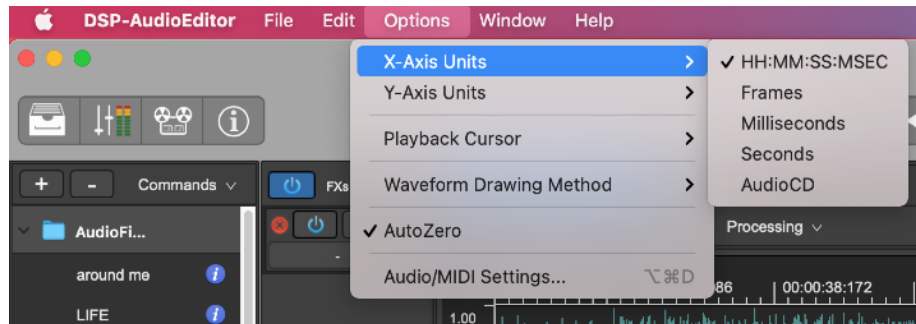 DSP-AudioEditor File Edit Options Window Help
X-Axis Units
Y-Axis Units
Playback Cursor
Waveform Drawing Method
AutoZero
Audio/MIDI Settings... ⌥⌘D
HH:MM:SS:MSEC
Frames
Milliseconds
Seconds
AudioCD
+ - Commands
FXs
AudioFi...
-
around me
LIFE
Processing
86 00:00:38:172
1.00